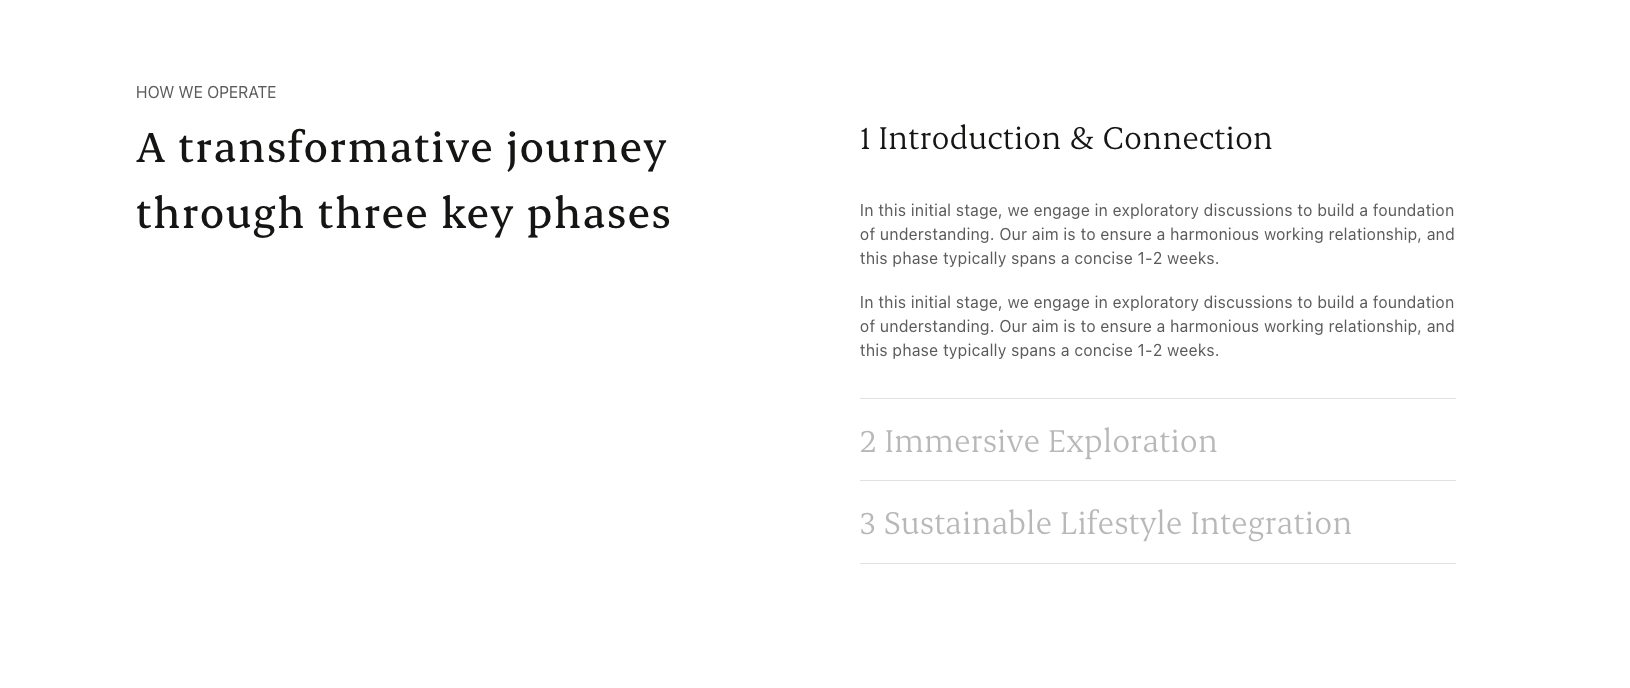 HOW WE OPERATE
A transformative journey
through three key phases
1 Introduction & Connection
In this initial stage, we engage in exploratory discussions to build a foundation
of understanding. Our aim is to ensure a harmonious working relationship, and
this phase typically spans a concise 1-2 weeks.
In this initial stage, we engage in exploratory discussions to build a foundation
of understanding. Our aim is to ensure a harmonious working relationship, and
this phase typically spans a concise 1-2 weeks.
2 Immersive Exploration
3 Sustainable Lifestyle Integration